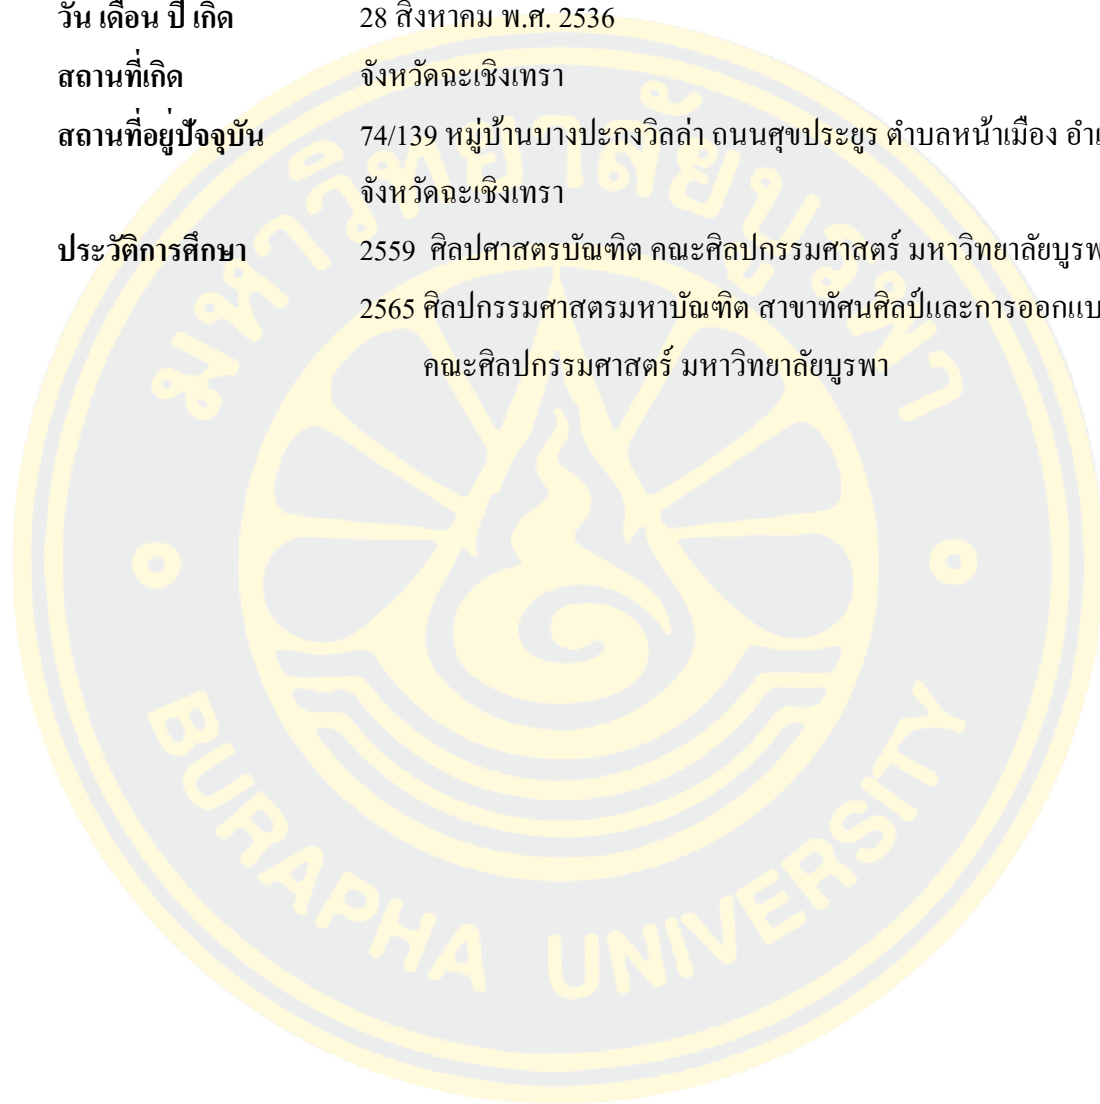 วัน เดือน ปี เกิด 28 สิงหาคม พ.ศ. 2536
สถานที่เกิด จังหวัดฉะเชิงเทรา
สถานที่อยู่ปัจจุบัน 74/139 หมู่บ้านบางปะกงวิลล่า ถนนศุขประยูร ตำบลหน้าเมือง
จังหวัดฉะเชิงเทรา
ประวัติการศึกษา 2559 ศิลปศาสตรบัณฑิต คณะศิลปกรรมศาสตร์
2565 ศิลปกรรมศาสตรมหาบัณฑิต
คณะศิลปกรรมศาสตร์ มหาวิทยาลัยบูรพา
มหาวิทยาลัยบูรพา
BURAPHA UNIVERSITY